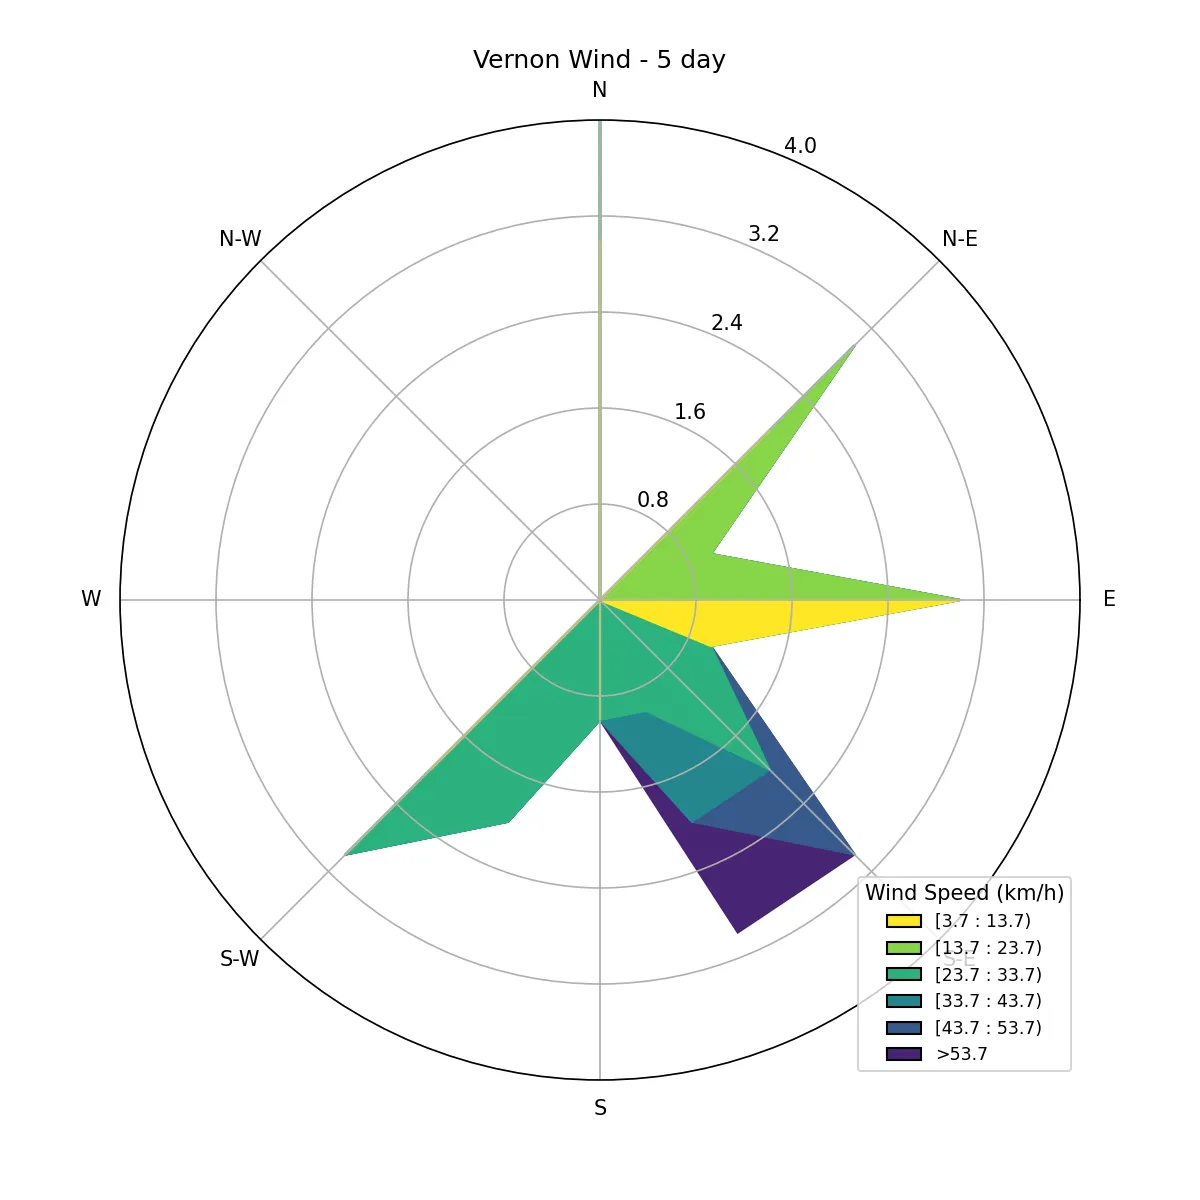 Vernon Wind - 5 day
N
4.0
N-W
3.2
N-E
2.4
1.6
0.8
W
E
S-W
S-E
S
Wind Speed (km/h)
[3.7 : 13.7)
[13.7 : 23.7)
[23.7 : 33.7)
[33.7 : 43.7)
[43.7 : 53.7)
>53.7